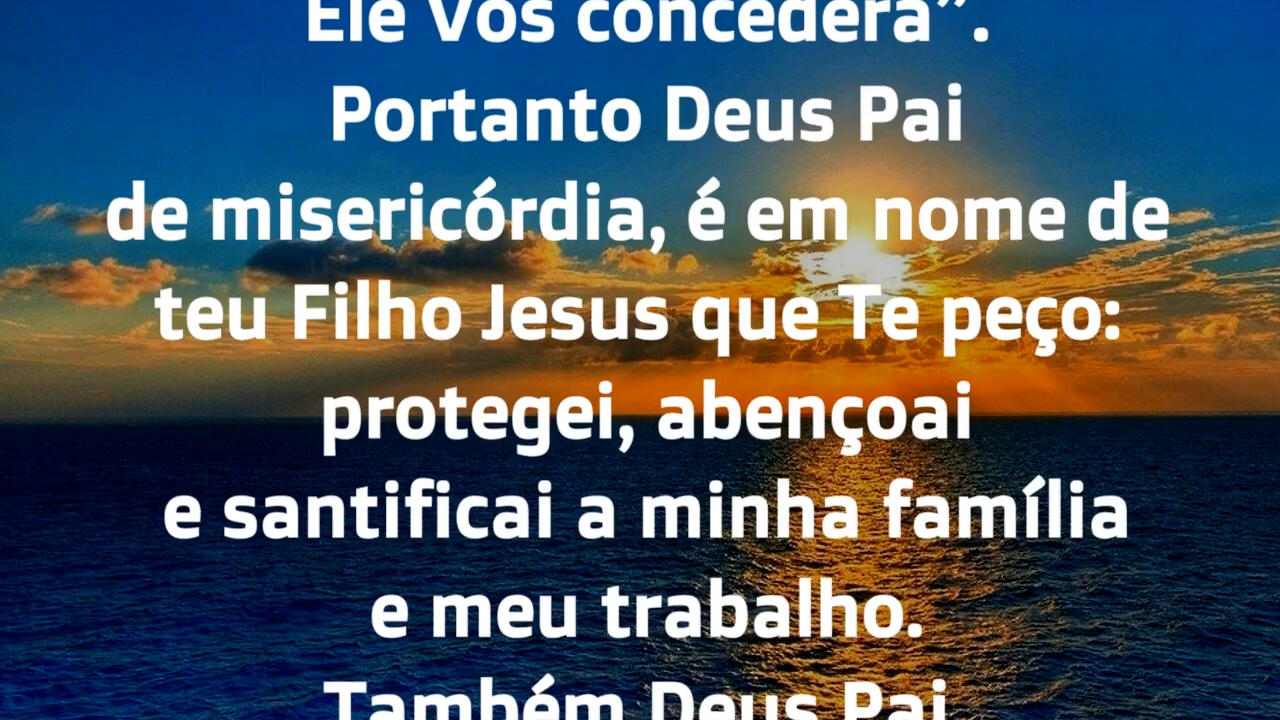 Ele Vos concederá”.
Portanto Deus Pai
de misericórdia, é em nome de
teu Filho Jesus que Te peço:
protegei, abençoai
e santificai a minha família
e meu trabalho.
Também Deus Pai